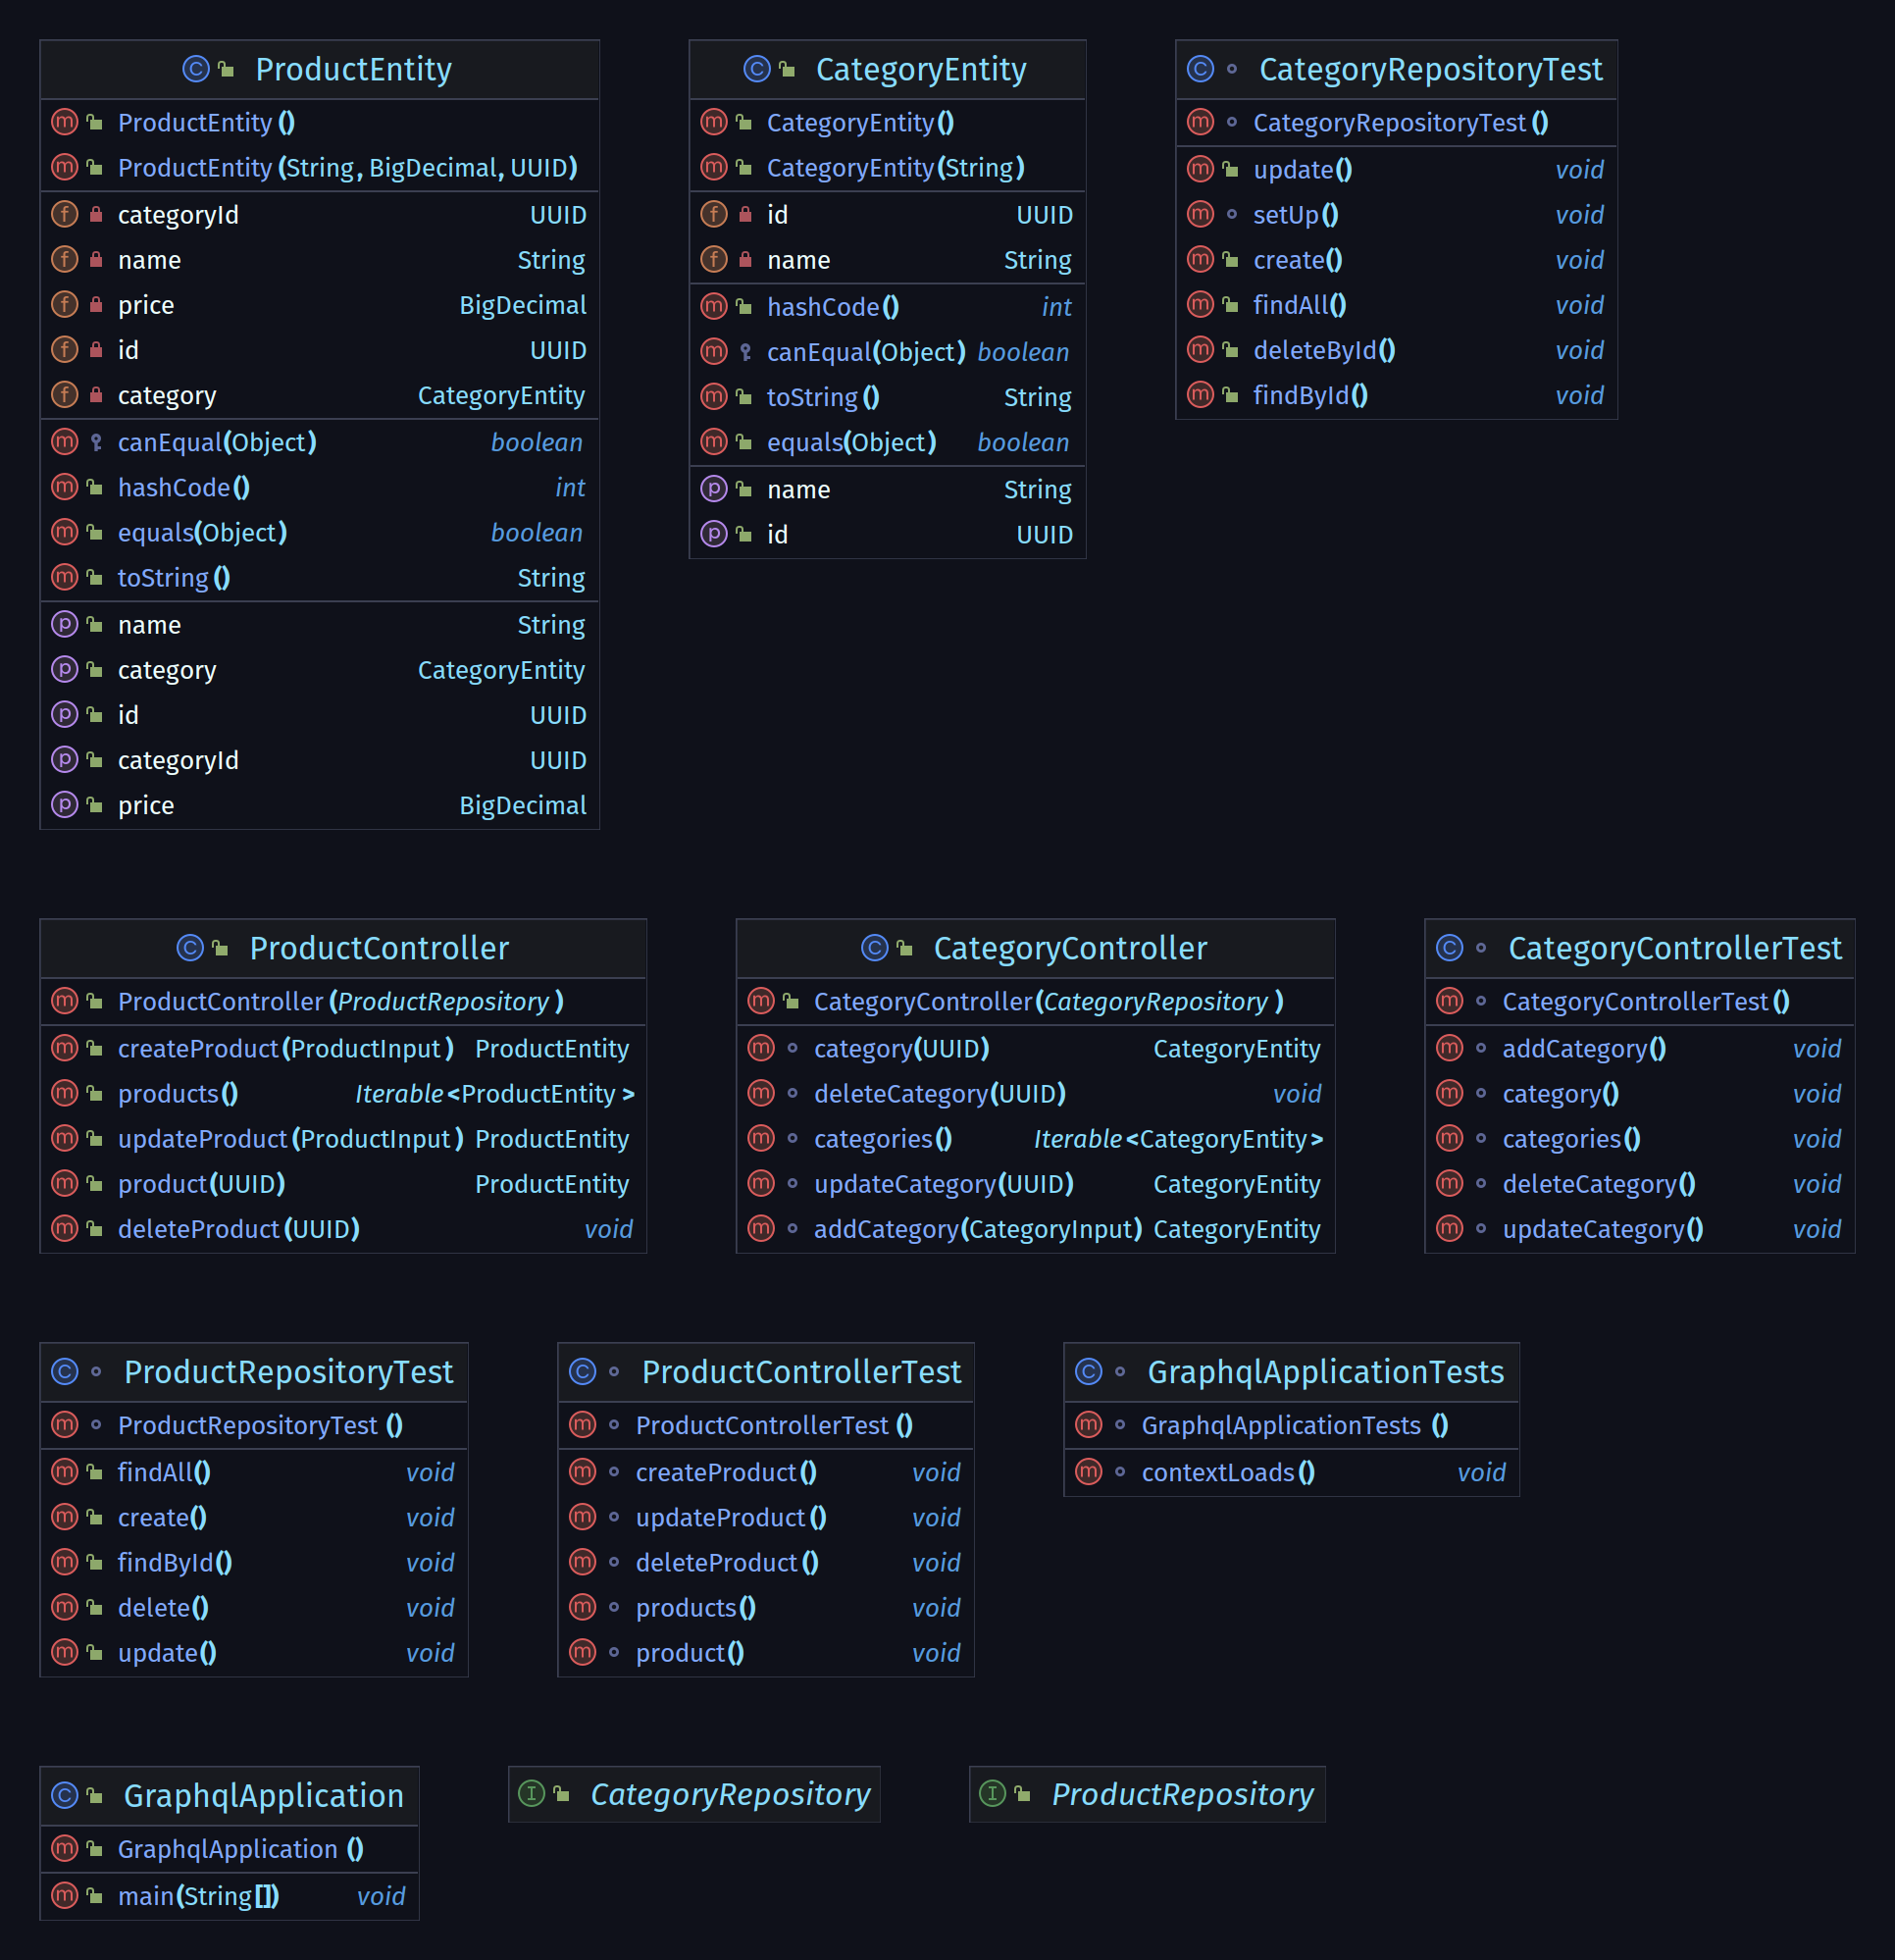 ProductEntity
ProductEntity()
ProductEntity(String, BigDecimal, UUID)
categoryId UUID
name String
price BigDecimal
id UUID
category CategoryEntity
canEqual(Object) boolean
hashCode() int
equals(Object) boolean
toString() String
name String
category CategoryEntity
id UUID
categoryId UUID
price BigDecimal
CategoryEntity
CategoryEntity()
CategoryEntity(String)
id UUID
name String
hashCode() int
canEqual(Object) boolean
toString() String
equals(Object) boolean
name String
id UUID
CategoryRepositoryTest
CategoryRepositoryTest()
update() void
setUp() void
create() void
findAll() void
deleteById() void
findById() void
ProductController
ProductController(ProductRepository)
createProduct(ProductInput) ProductEntity
products() Iterable<ProductEntity>
updateProduct(ProductInput) ProductEntity
product(UUID) ProductEntity
deleteProduct(UUID) void
CategoryController
CategoryController(CategoryRepository)
category(UUID) CategoryEntity
deleteCategory(UUID) void
categories() Iterable<CategoryEntity>
updateCategory(UUID) CategoryEntity
addCategory(CategoryInput) CategoryEntity
CategoryControllerTest
CategoryControllerTest()
addCategory() void
category() void
categories() void
deleteCategory() void
updateCategory() void
ProductRepositoryTest
ProductRepositoryTest()
findAll() void
create() void
findById() void
delete() void
update() void
ProductControllerTest
ProductControllerTest()
createProduct() void
updateProduct() void
deleteProduct() void
products() void
product() void
GraphqlApplicationTests
GraphqlApplicationTests()
contextLoads() void
GraphqlApplication
GraphqlApplication()
main(String[]) void
CategoryRepository
ProductRepository